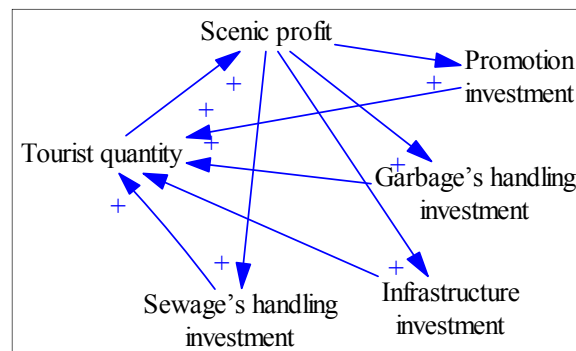 Scenic profit
Promotion
investment
+
+
+
+
Tourist quantity
+
Garbage's handling
investment
+
+
+
Sewage's handling
investment
Infrastructure
investment